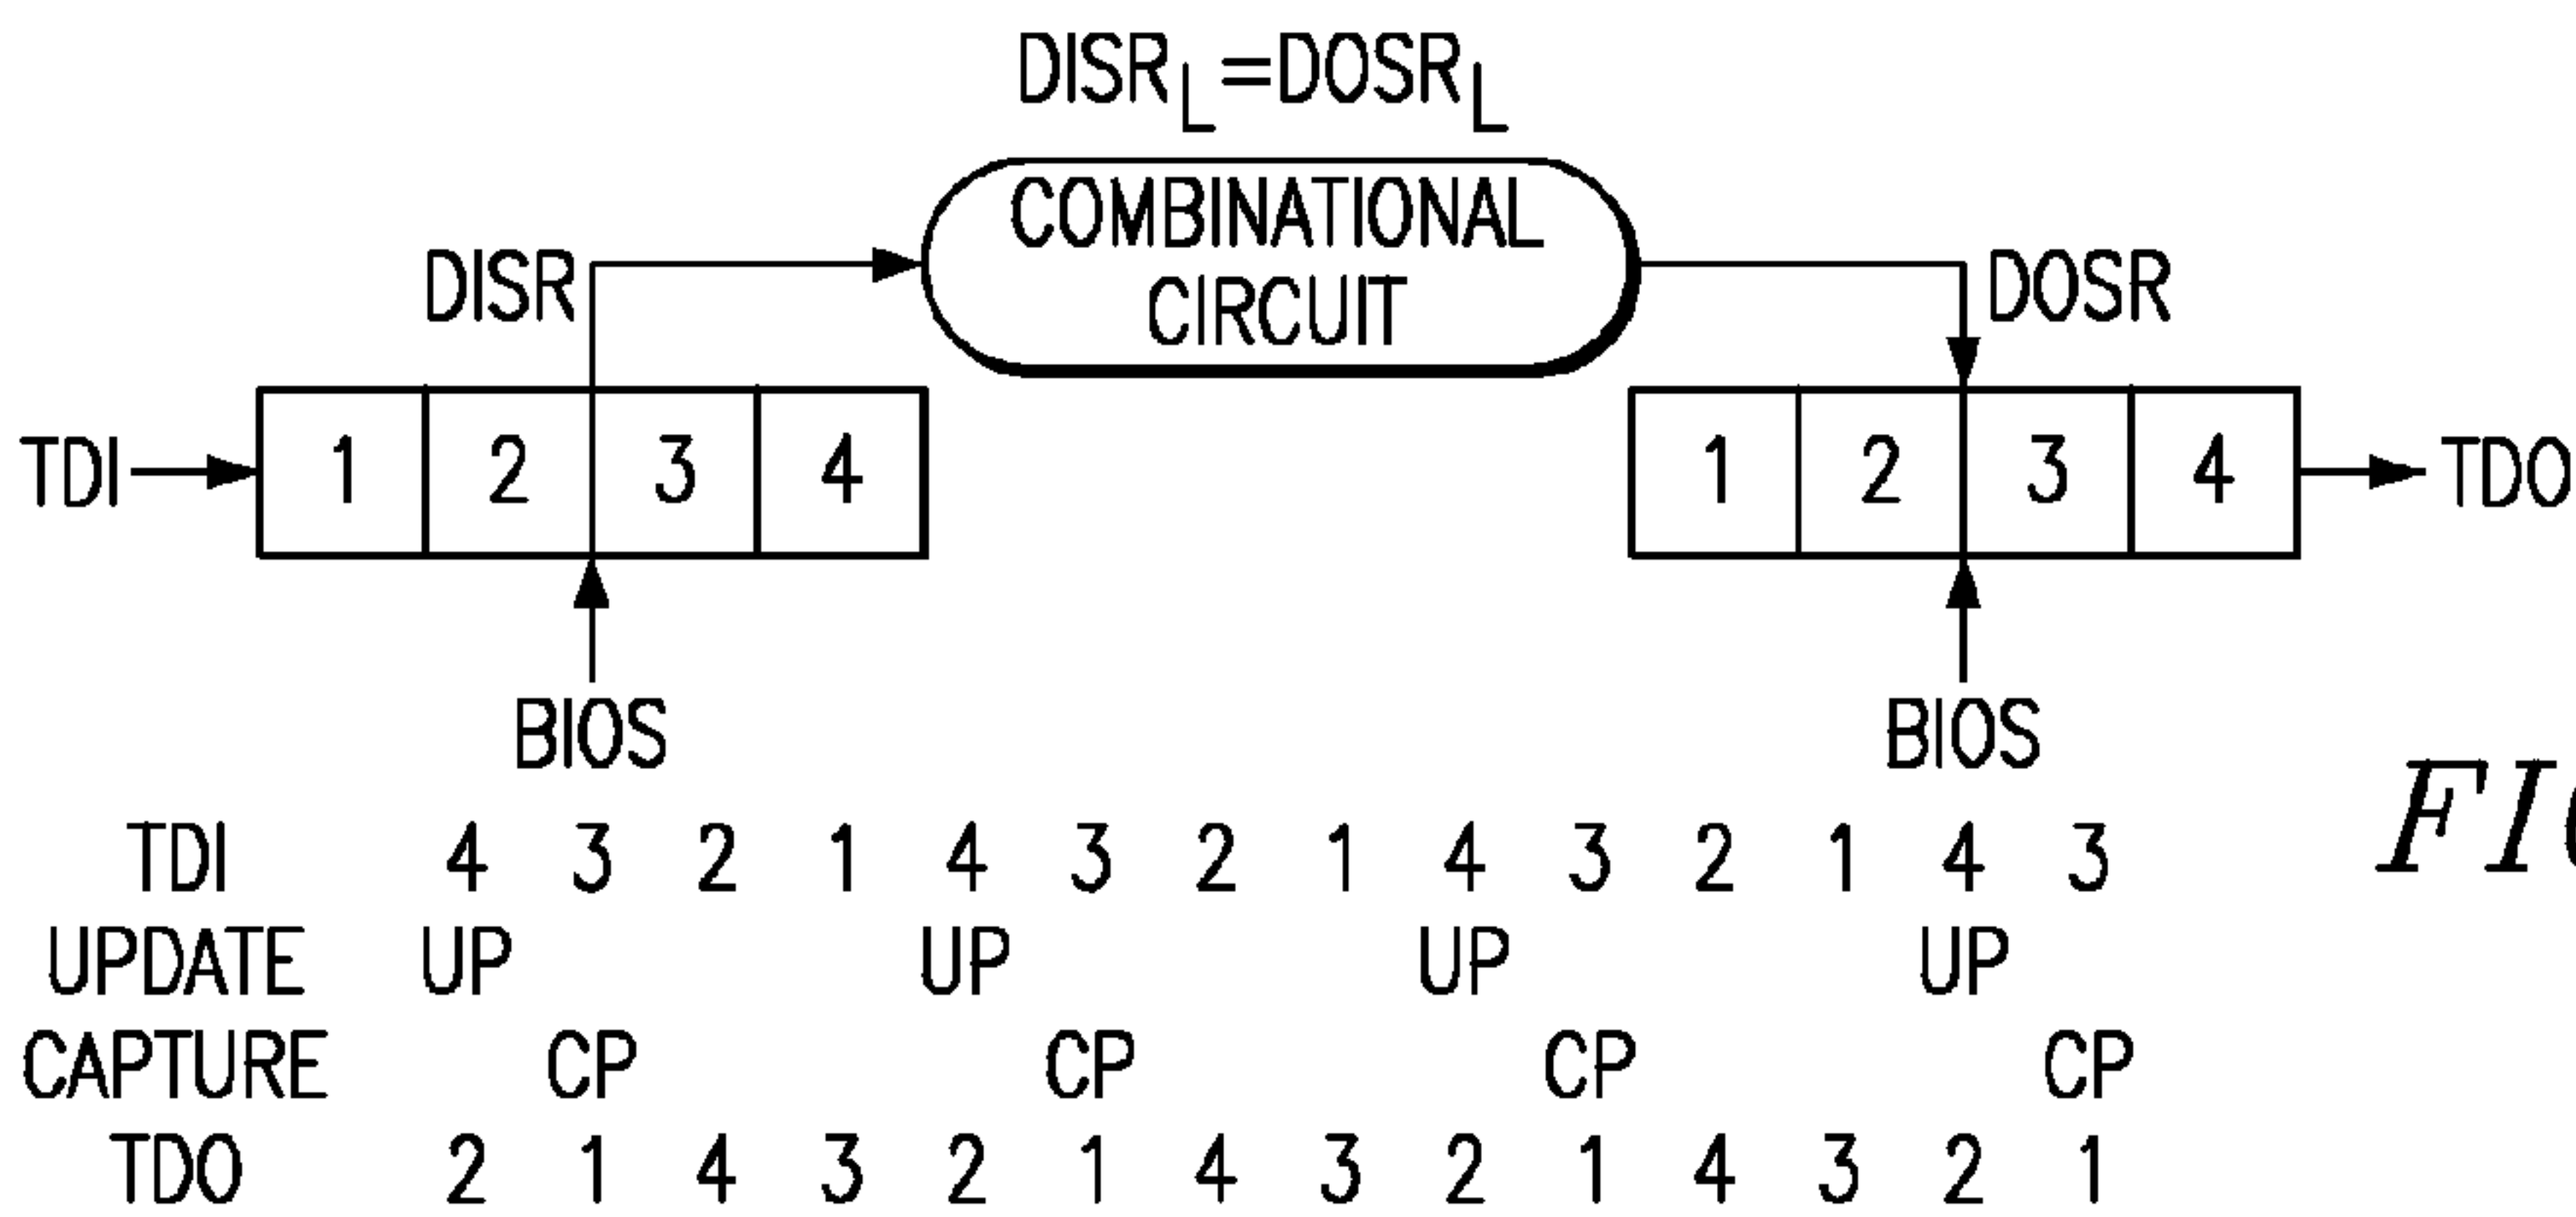 DISR_L=DOSR_L
COMBINATIONAL
CIRCUIT
DISR
DOSR
TDI
1 2 3 4
1 2 3 4
TDO
BIOS
BIOS
TDI 4 3 2 1 4 3 2 1 4 3 2 1 4 3
UPDATE UP UP UP UP
CAPTURE CP CP CP CP
TDO 2 1 4 3 2 1 4 3 2 1 4 3 2 1